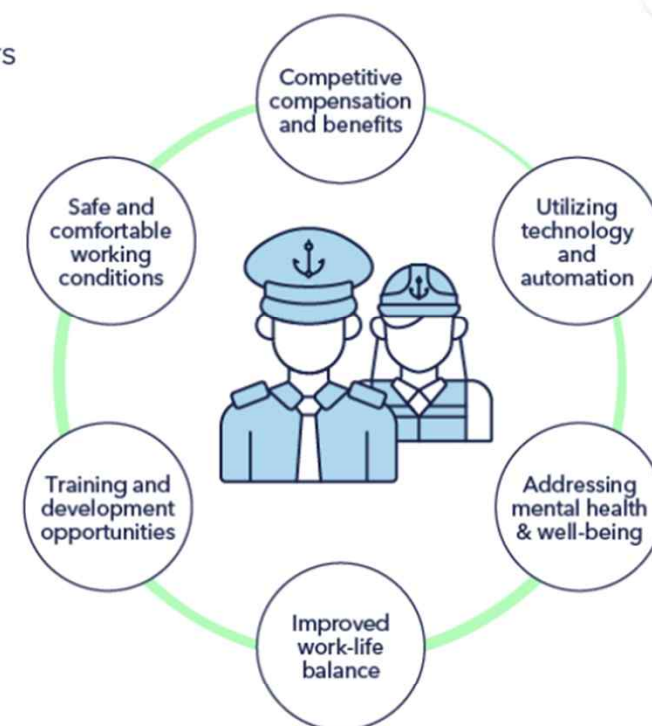 rs
Competitive
compensation
and benefits
Utilizing
technology
and
automation
Addressing
mental health
& well-being
Improved
work-life
balance
Training and
development
opportunities
Safe and
comfortable
working
conditions